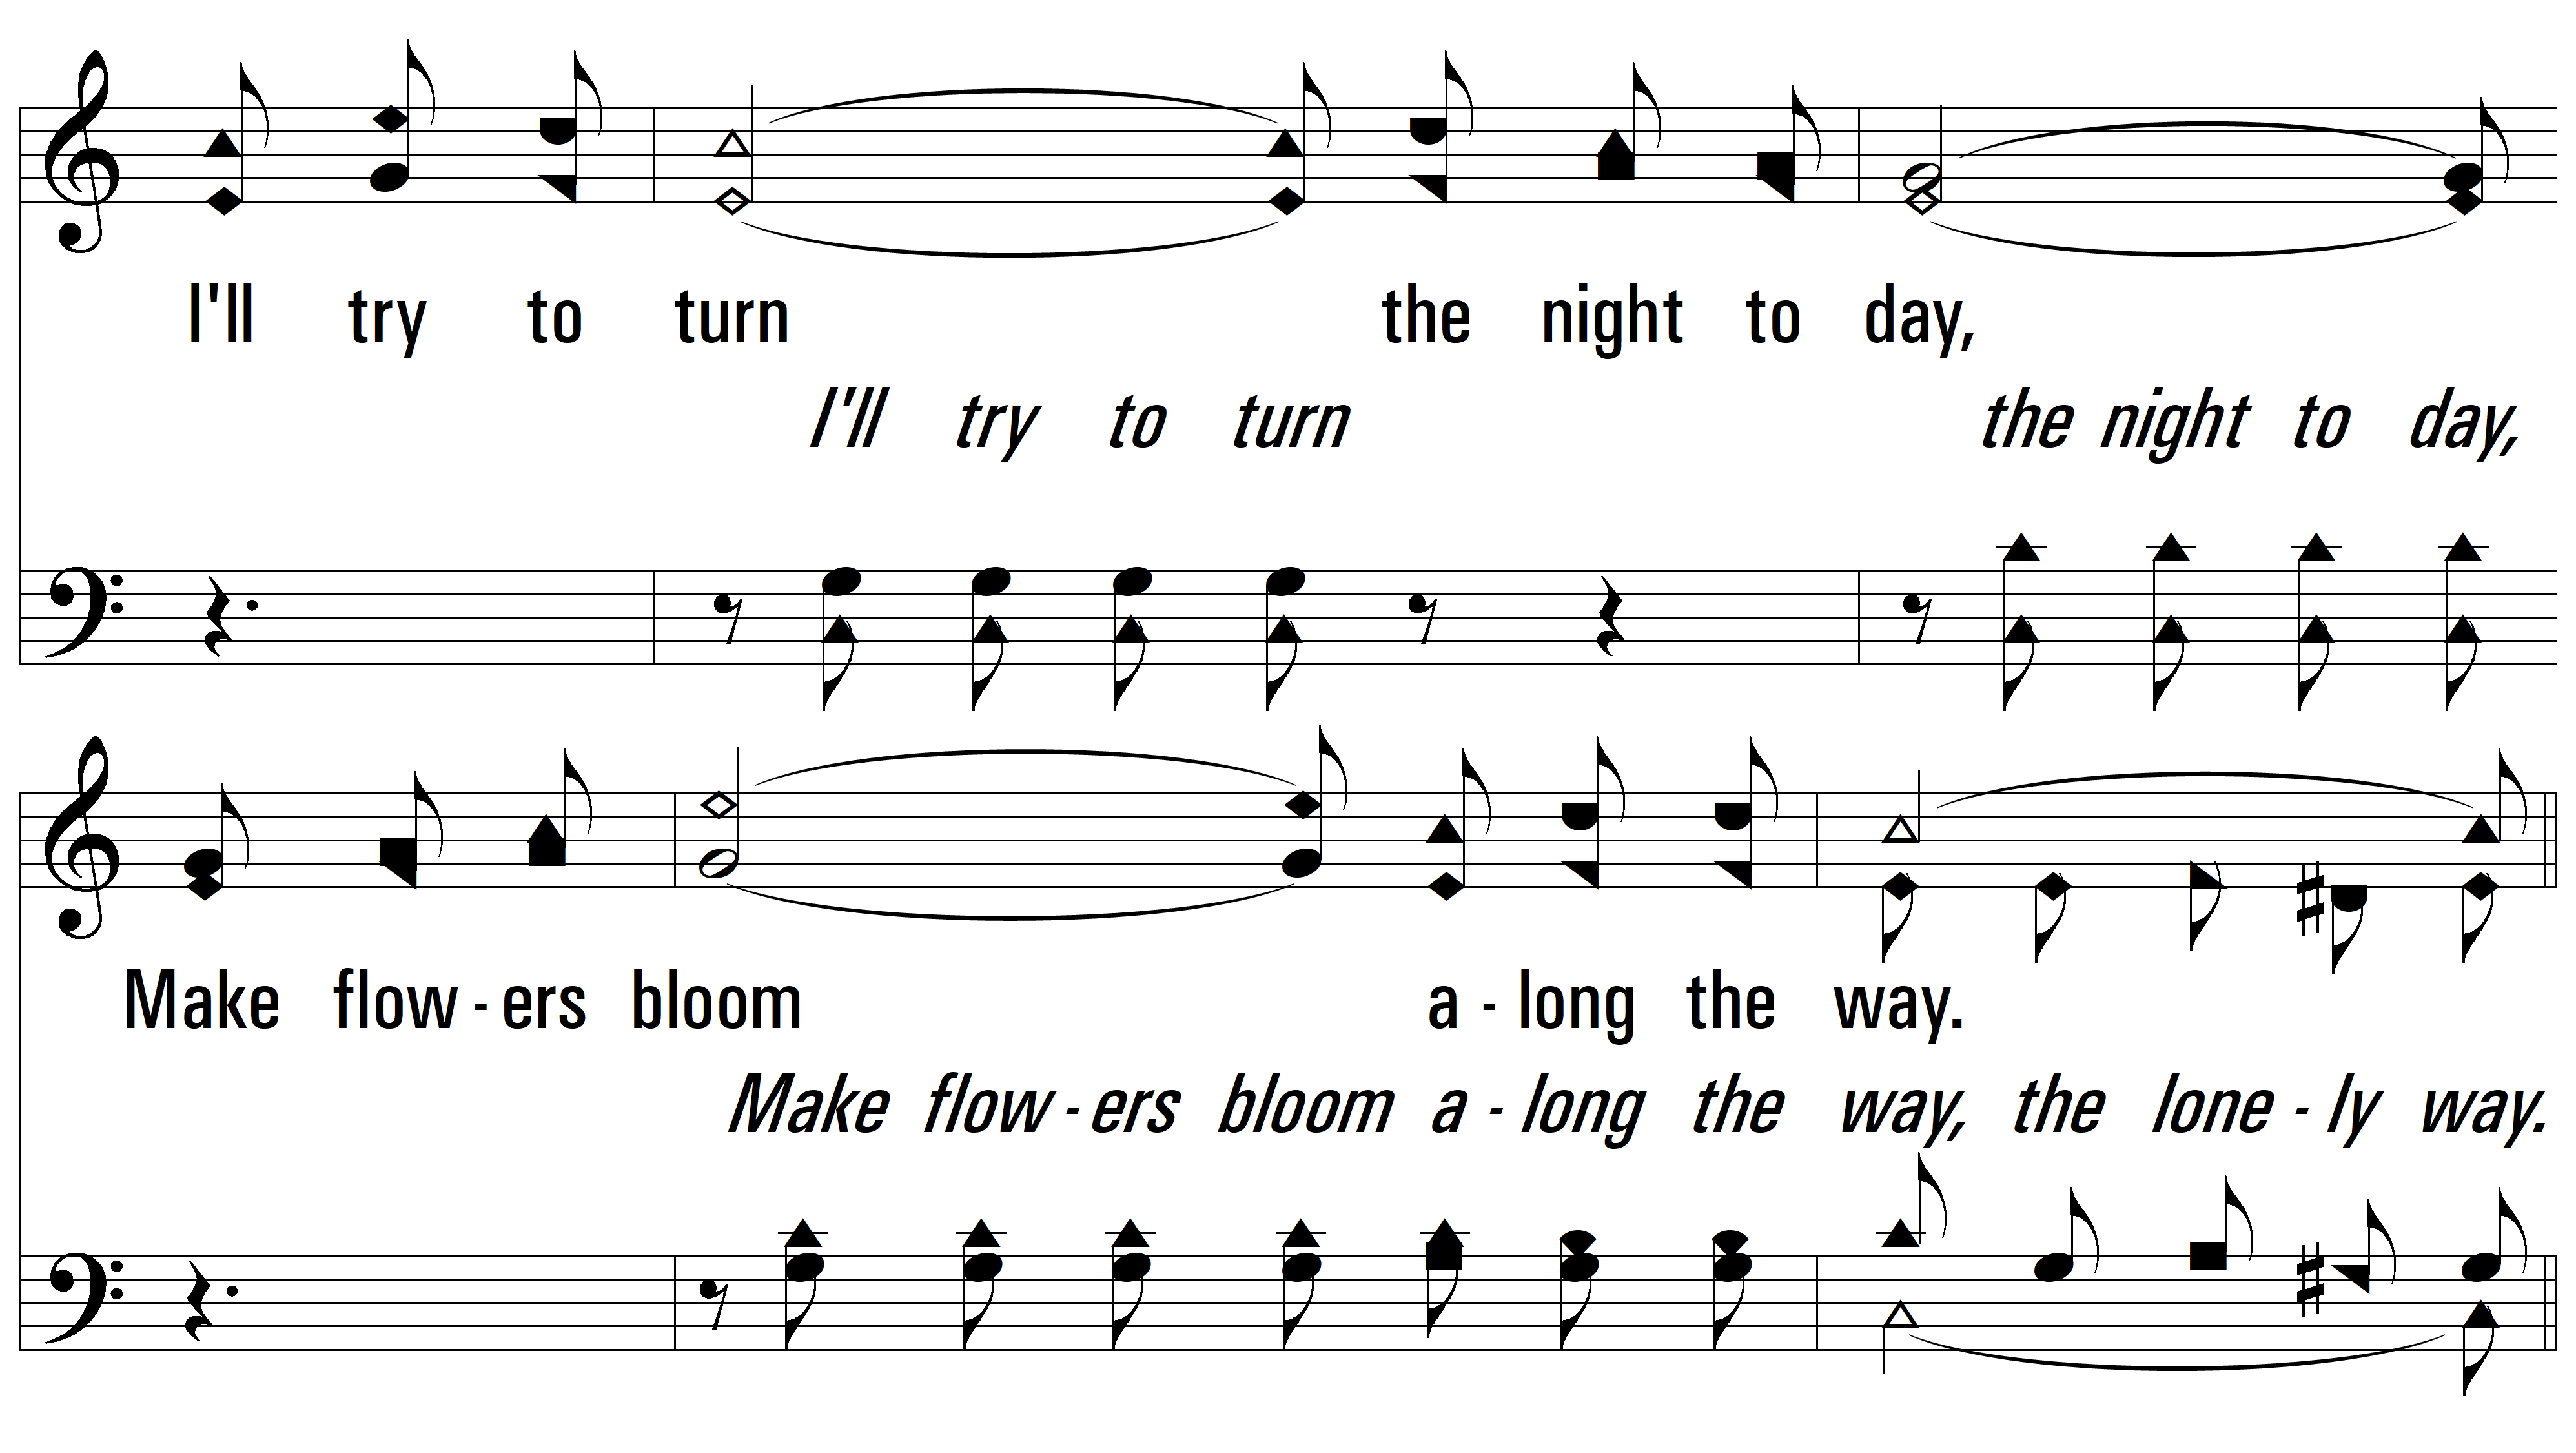 I'll try to turn the night to day,
I'll try to turn the night to day,
Make flow - ers bloom a - long the way.
Make flow - ers bloom a - long the way, the lone - ly way.